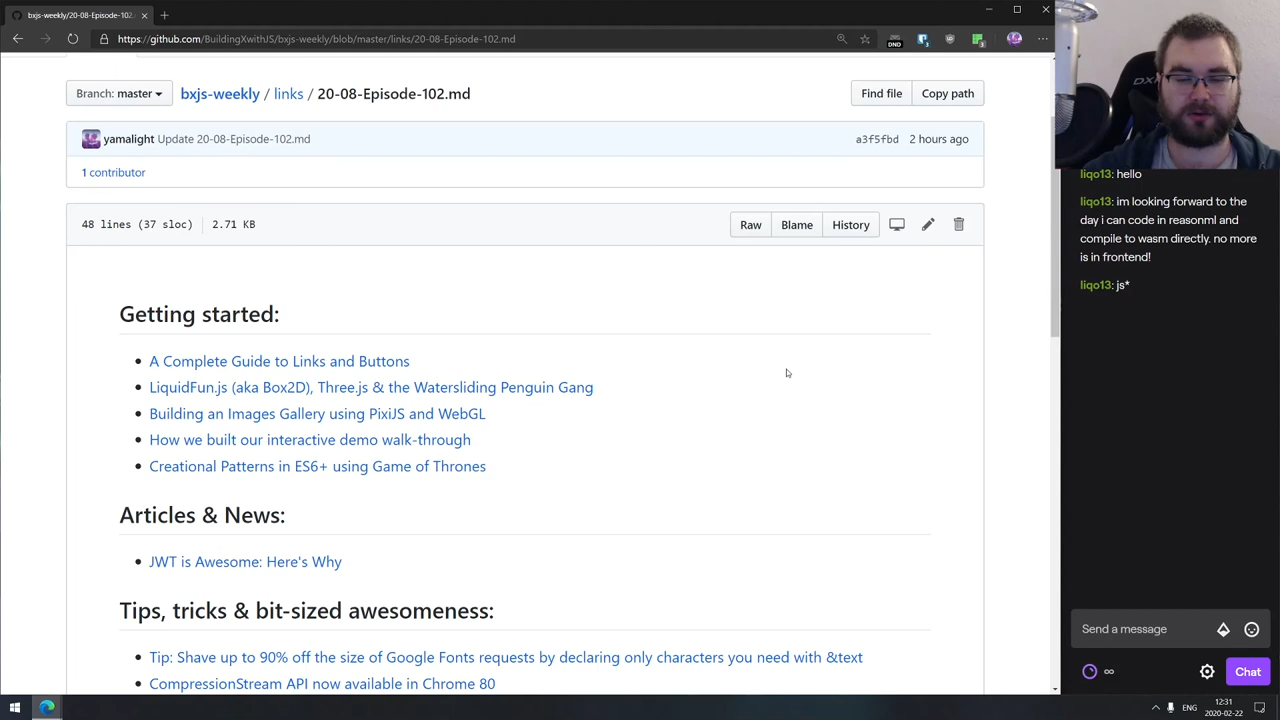 bxjs-weekly/20-08-Episode-102.
https://github.com/BuildingXwithJS/bxjs-weekly/blob/master/links/20-08-Episode-102.md
DND
3
Branch: master
bxjs-weekly / links / 20-08-Episode-102.md
Find file
Copy path
yamalight Update 20-08-Episode-102.md
a3f5fbd 2 hours ago
1 contributor
48 lines (37 sloc) 2.71 KB
Raw
Blame
History
Getting started:
A Complete Guide to Links and Buttons
LiquidFun.js (aka Box2D), Three.js & the Watersliding Penguin Gang
Building an Images Gallery using PixiJS and WebGL
How we built our interactive demo walk-through
Creational Patterns in ES6+ using Game of Thrones
Articles & News:
JWT is Awesome: Here's Why
Tips, tricks & bit-sized awesomeness:
Tip: Shave up to 90% off the size of Google Fonts requests by declaring only characters you need with &text
CompressionStream API now available in Chrome 80
liqo13: hello
liqo13: im looking forward to the
day i can code in reasonml and
compile to wasm directly. no more
is in frontend!
liqo13: js*
Send a message
∞
Chat
ENG
12:31
2020-02-22